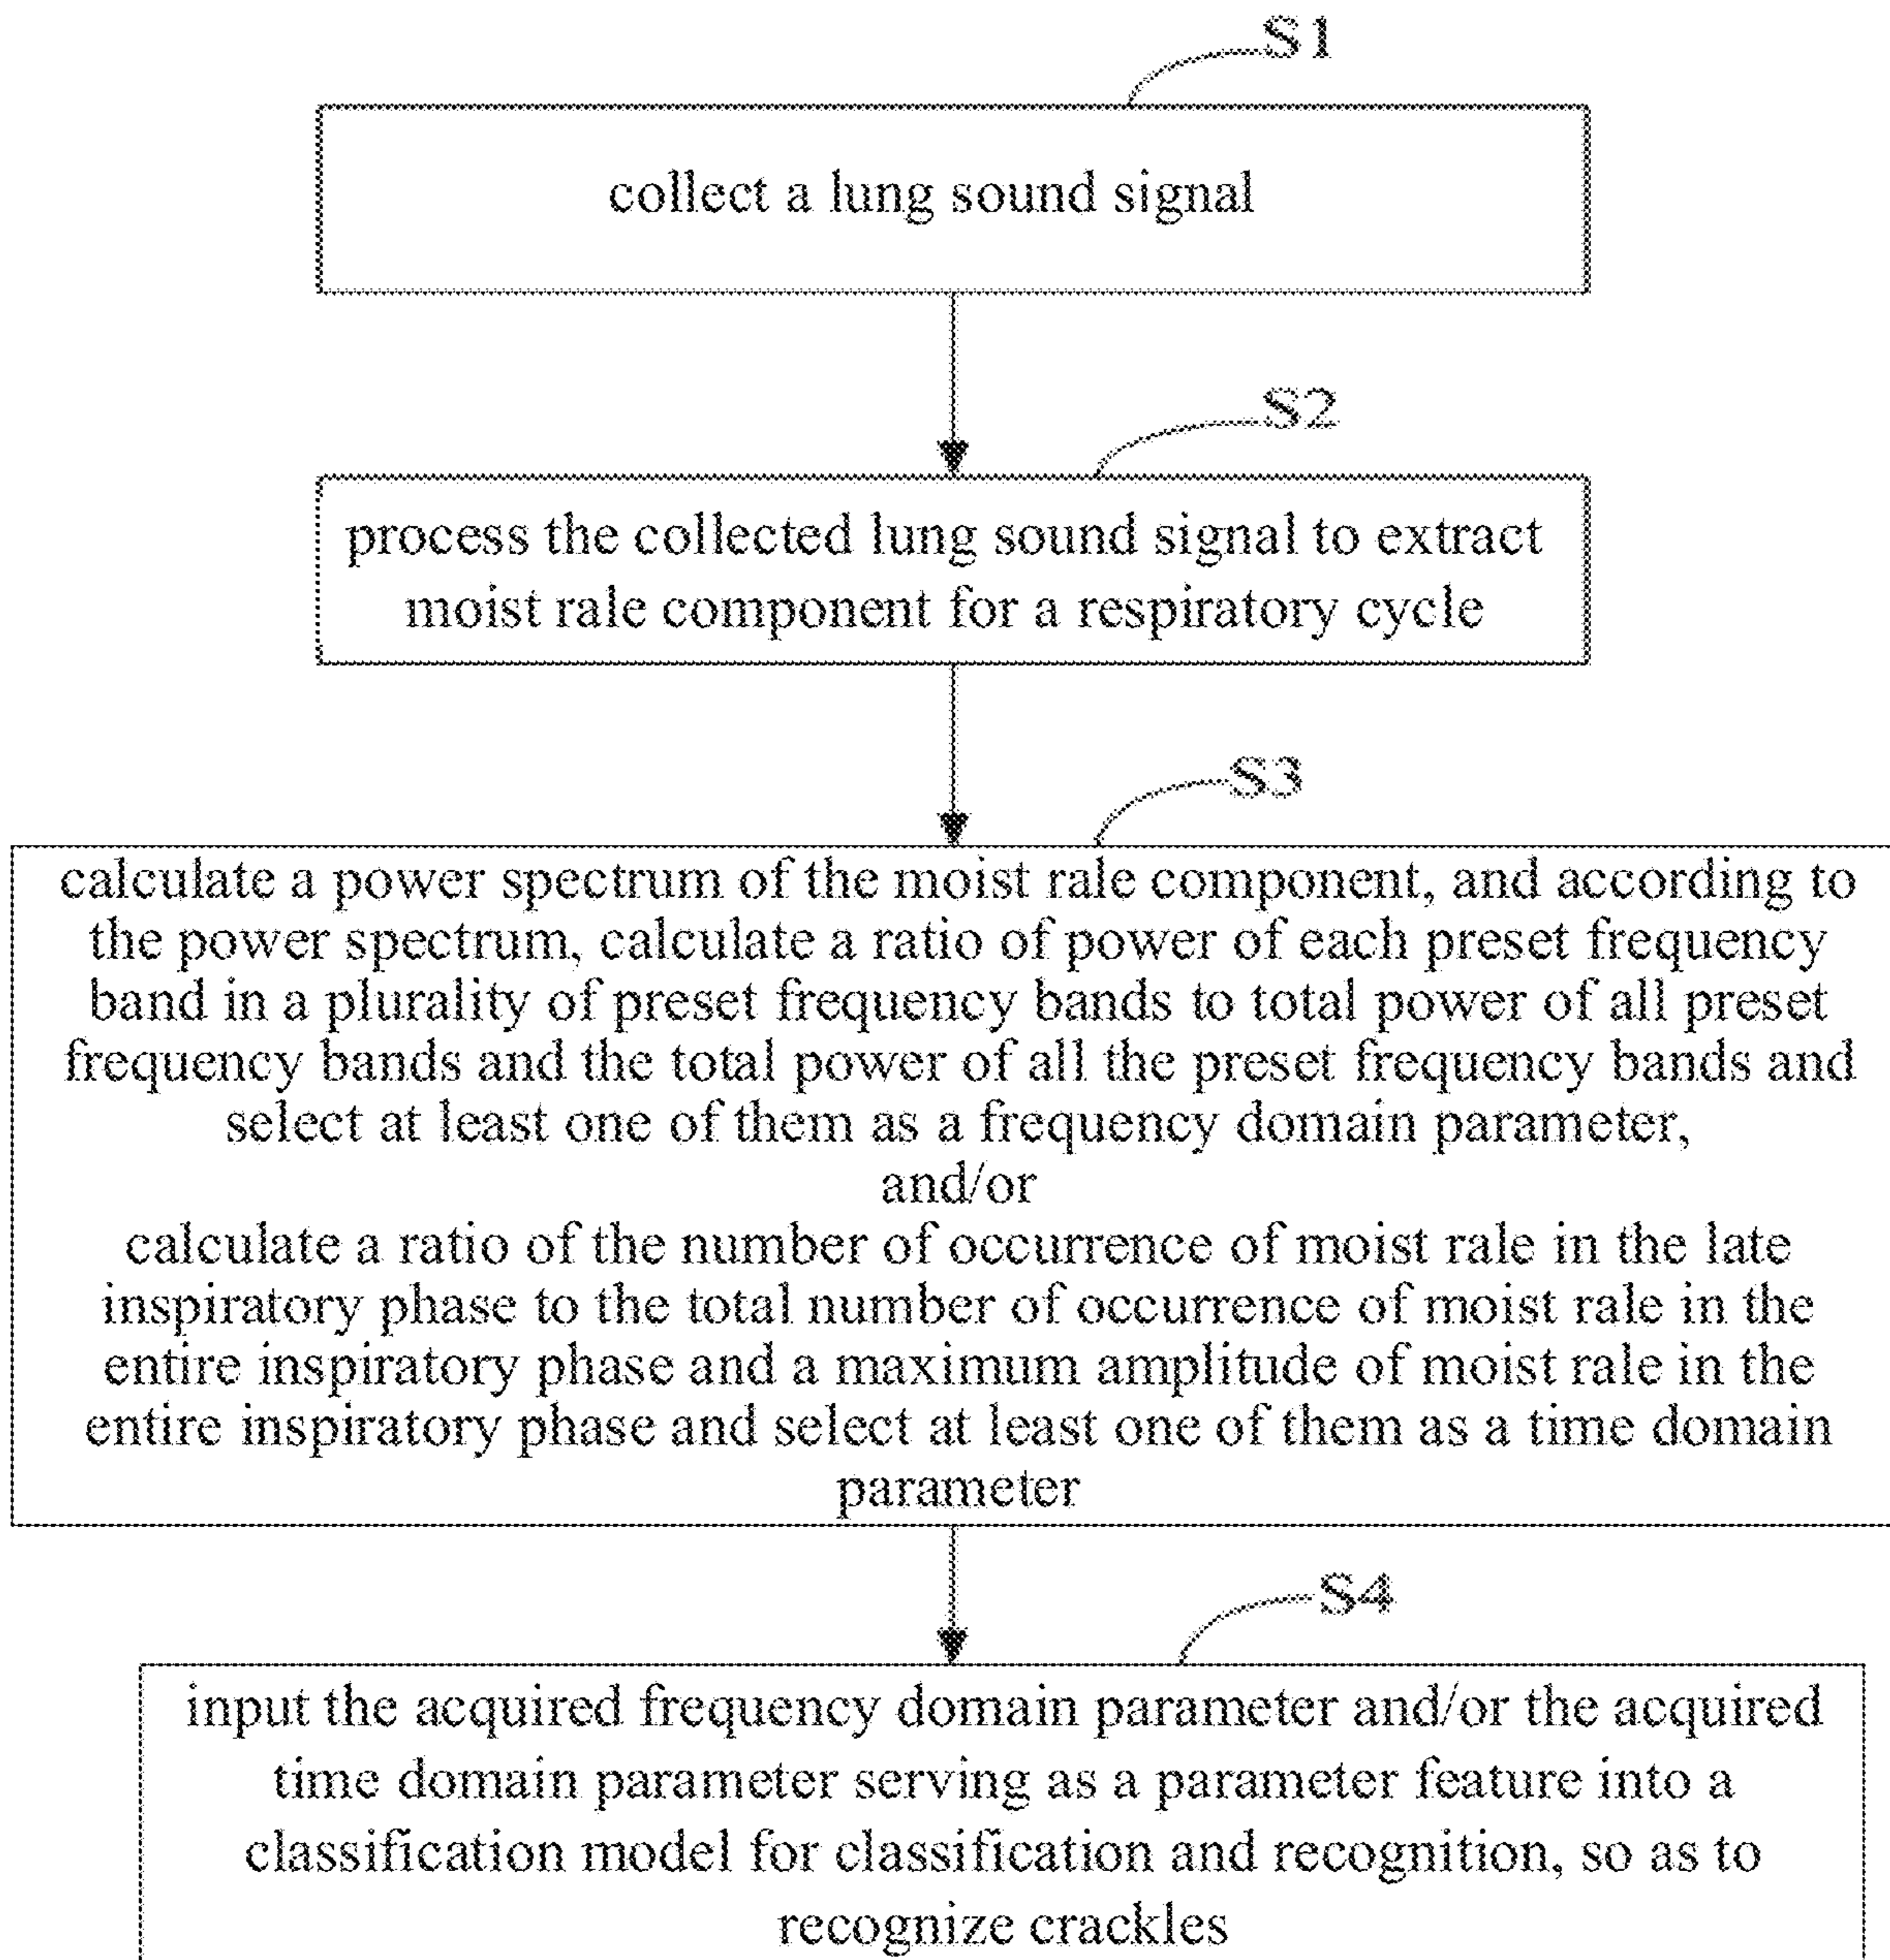 S1
collect a lung sound signal
S2
process the collected lung sound signal to extract
moist rale component for a respiratory cycle
S3
calculate a power spectrum of the moist rale component, and according to
the power spectrum, calculate a ratio of power of each preset frequency
band in a plurality of preset frequency bands to total power of all preset
frequency bands and the total power of all the preset frequency bands and
select at least one of them as a frequency domain parameter,
and/or
calculate a ratio of the number of occurrence of moist rale in the late
inspiratory phase to the total number of occurrence of moist rale in the
entire inspiratory phase and a maximum amplitude of moist rale in the
entire inspiratory phase and select at least one of them as a time domain
parameter
S4
input the acquired frequency domain parameter and/or the acquired
time domain parameter serving as a parameter feature into a
classification model for classification and recognition, so as to
recognize crackles